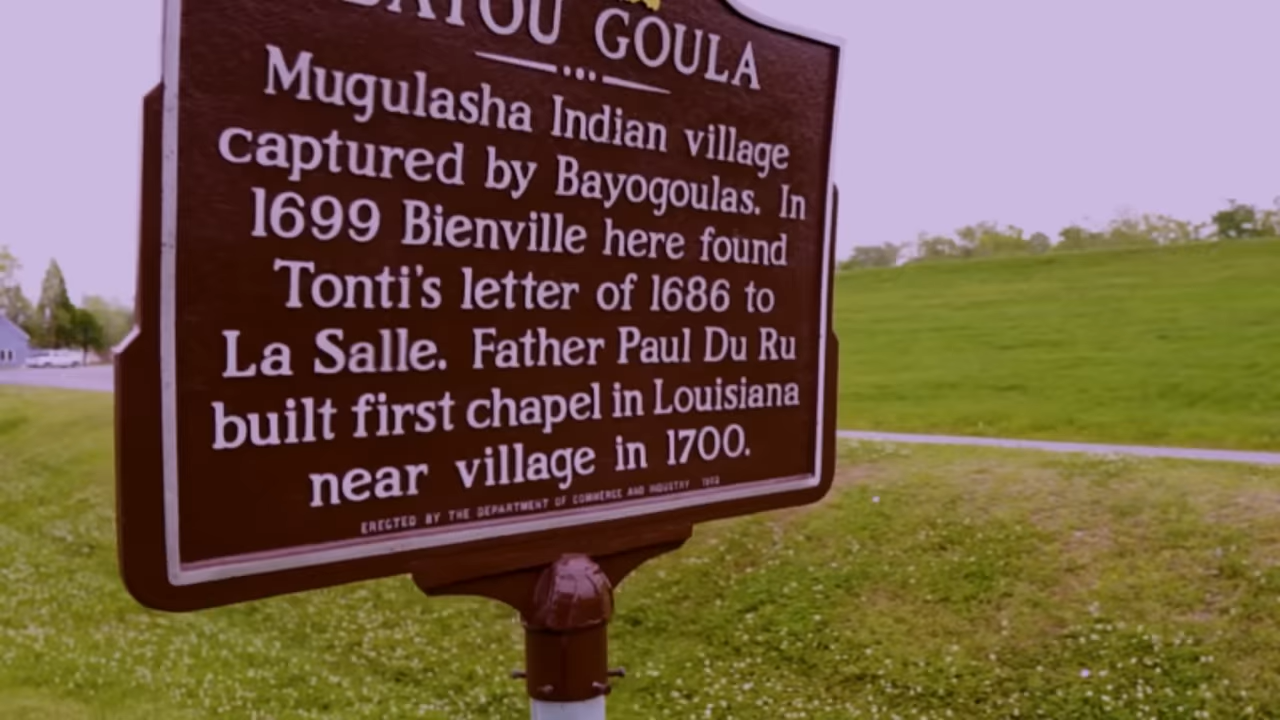 BAYOU GOULA
Mugulasha Indian village
captured by Bayogoulas. In
1699 Bienville here found
Tonti's letter of 1686 to
La Salle. Father Paul Du Ru
built first chapel in Louisiana
near village in 1700.
ERECTED BY THE DEPARTMENT OF COMMERCE AND INDUSTRY